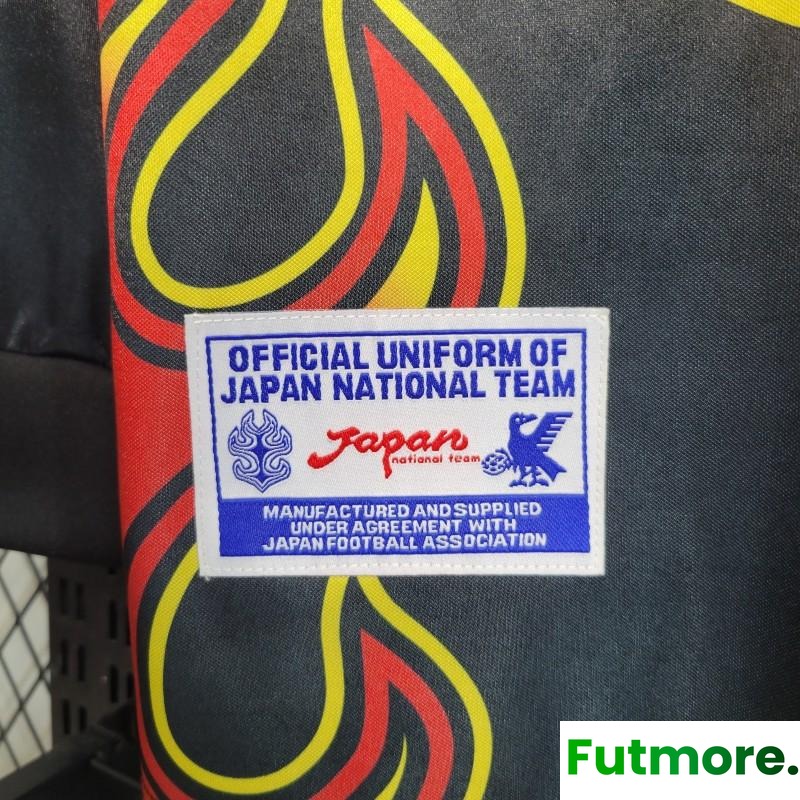 OFFICIAL UNIFORM OF
JAPAN NATIONAL TEAM
Japan
national team
MANUFACTURED AND SUPPLIED
UNDER AGREEMENT WITH
JAPAN FOOTBALL ASSOCIATION
Futmore.